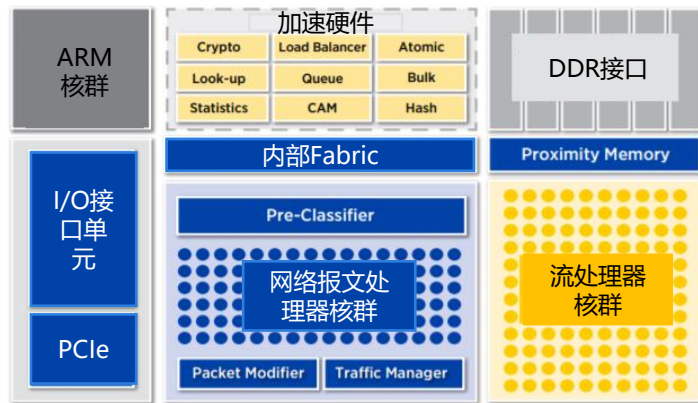 ARM
核群
加速硬件
Crypto
Load Balancer
Atomic
Look-up
Queue
Bulk
Statistics
CAM
Hash
DDR接口
内部Fabric
Proximity Memory
I/O接
口单
元
PCIe
Pre-Classifier
网络报文处
理器核群
Packet Modifier
Traffic Manager
流处理器
核群